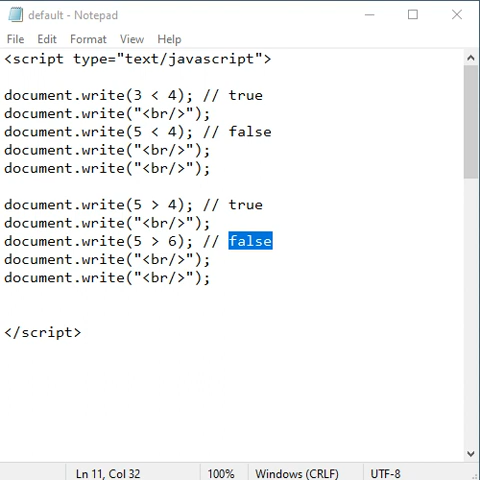 default - Notepad
File Edit Format View Help
<script type="text/javascript">
document.write(3 < 4); // true
document.write("<br/>");
document.write(5 < 4); // false
document.write("<br/>");
document.write("<br/>");
document.write(5 > 4); // true
document.write("<br/>");
document.write(5 > 6); // false
document.write("<br/>");
document.write("<br/>");
</script>
Ln 11, Col 32 100% Windows (CRLF) UTF-8